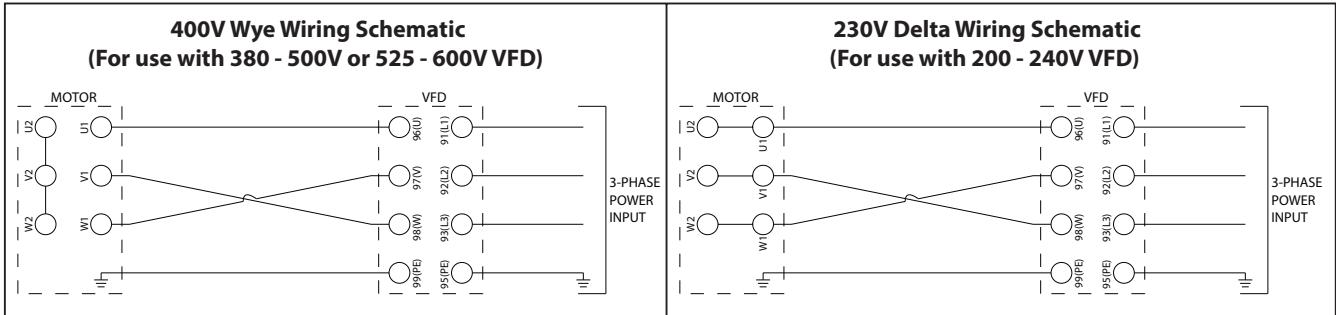 400V Wye Wiring Schematic
(For use with 380 - 500V or 525 - 600V VFD)
MOTOR
VFD
U2
U1
96(U)
91(L1)
V2
V1
97(V)
92(L2)
W2
W1
98(W)
93(L3)
99(PE)
95(PE)
3-PHASE
POWER
INPUT
230V Delta Wiring Schematic
(For use with 200 - 240V VFD)
MOTOR
VFD
U2
U1
96(U)
91(L1)
V2
V1
97(V)
92(L2)
W2
W1
98(W)
93(L3)
99(PE)
95(PE)
3-PHASE
POWER
INPUT